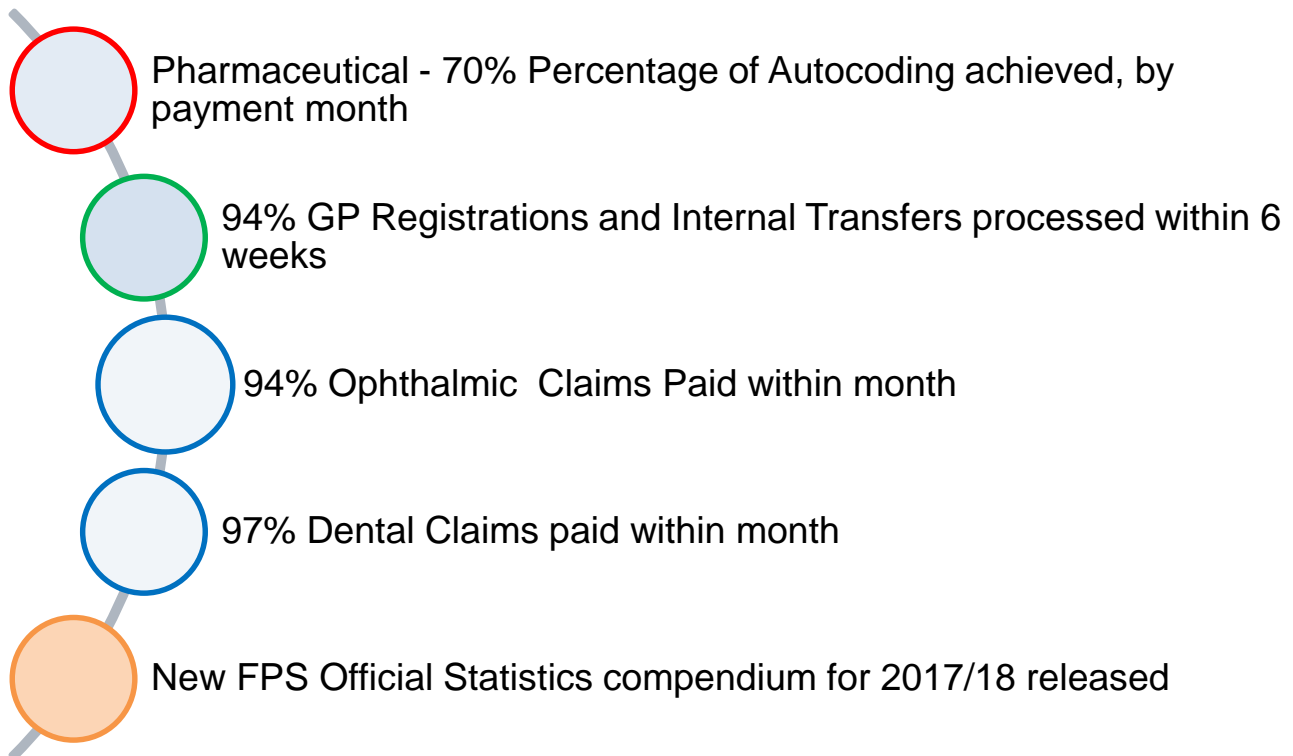 Pharmaceutical - 70% Percentage of Autocoding achieved, by
payment month
94% GP Registrations and Internal Transfers processed within 6
weeks
94% Ophthalmic  Claims Paid within month
97% Dental Claims paid within month
New FPS Official Statistics compendium for 2017/18 released